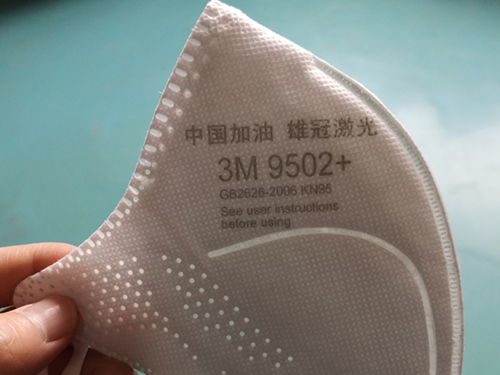 中国加油 雄冠激光
3M 9502+
GB2626-2006 KN95
See user instructions
before using